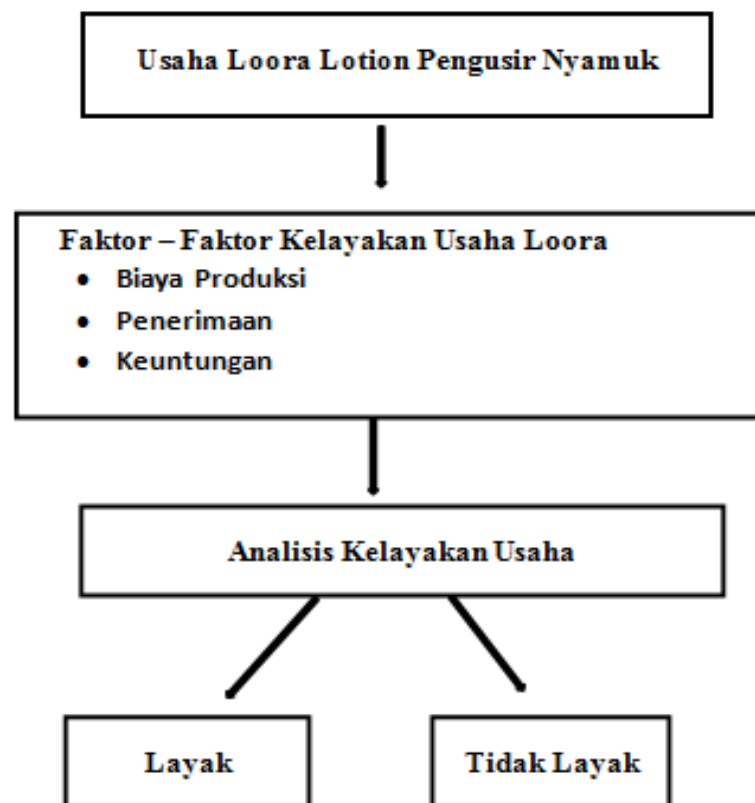 Usaha Loora Lotion Pengusir Nyamuk
Faktor – Faktor Kelayakan Usaha Loora
• Biaya Produksi
• Penerimaan
• Keuntungan
Analisis Kelayakan Usaha
Layak
Tidak Layak